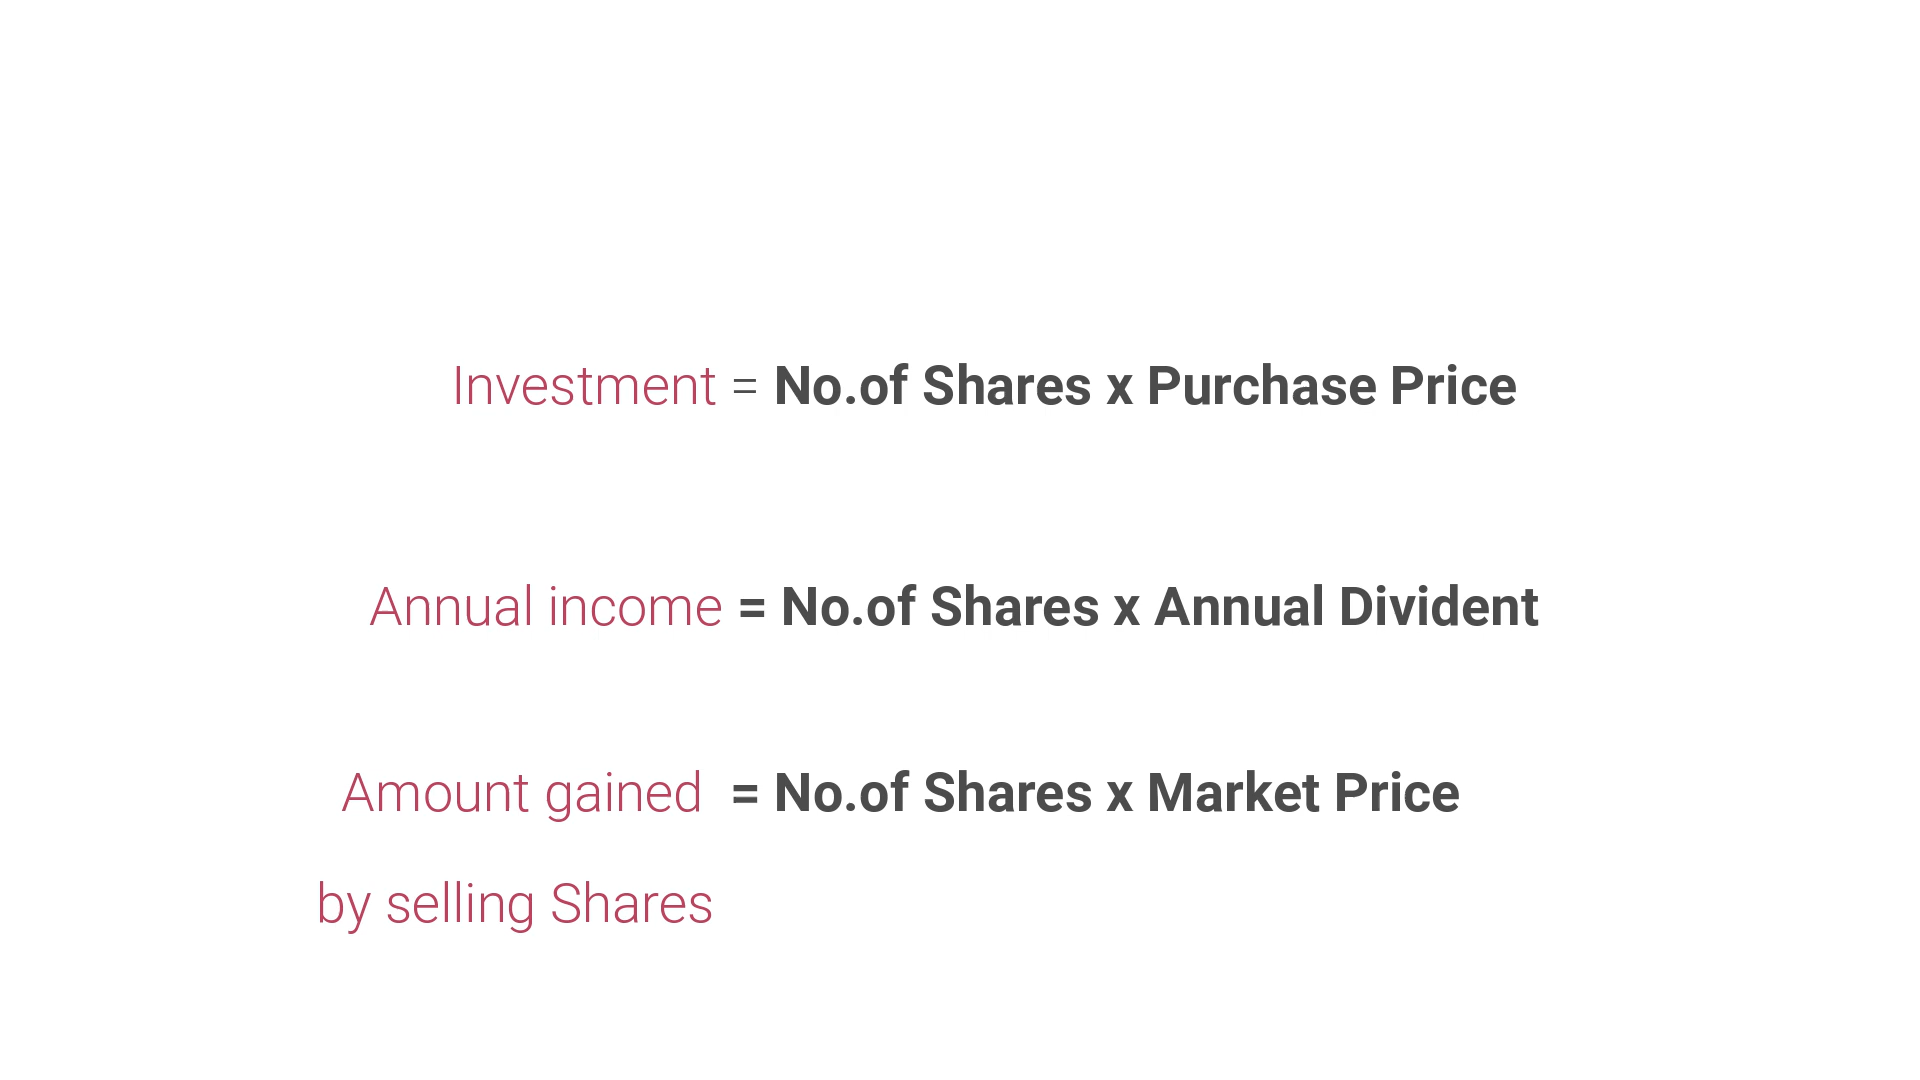 Investment = No.of Shares x Purchase Price
Annual income = No.of Shares x Annual Divident
Amount gained = No.of Shares x Market Price
by selling Shares